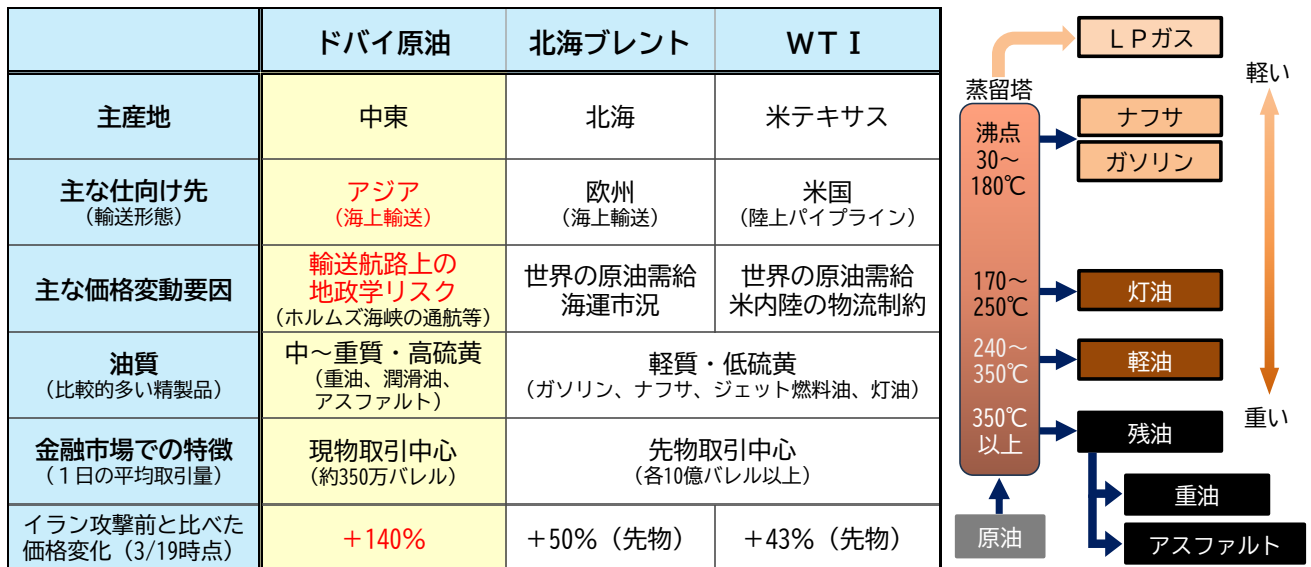 ドバイ原油
北海ブレント
ＷＴＩ
主産地
中東
北海
米テキサス
主な仕向け先
（輸送形態）
アジア
（海上輸送）
欧州
（海上輸送）
米国
（陸上パイプライン）
主な価格変動要因
輸送航路上の
地政学リスク
（ホルムズ海峡の通航等）
世界の原油需給
海運市況
世界の原油需給
米内陸の物流制約
油質
（比較的多い精製品）
中～重質・高硫黄
（重油、潤滑油、
アスファルト）
軽質・低硫黄
（ガソリン、ナフサ、ジェット燃料油、灯油）
金融市場での特徴
（１日の平均取引量）
現物取引中心
（約350万バレル）
先物取引中心
（各10億バレル以上）
イラン攻撃前と比べた
価格変化（3/19時点）
＋140%
＋50%（先物）
＋43%（先物）
ＬＰガス
蒸留塔
軽い
沸点
30～
180℃
ナフサ
ガソリン
170～
250℃
灯油
240～
350℃
軽油
350℃
以上
残油
重い
重油
原油
アスファルト